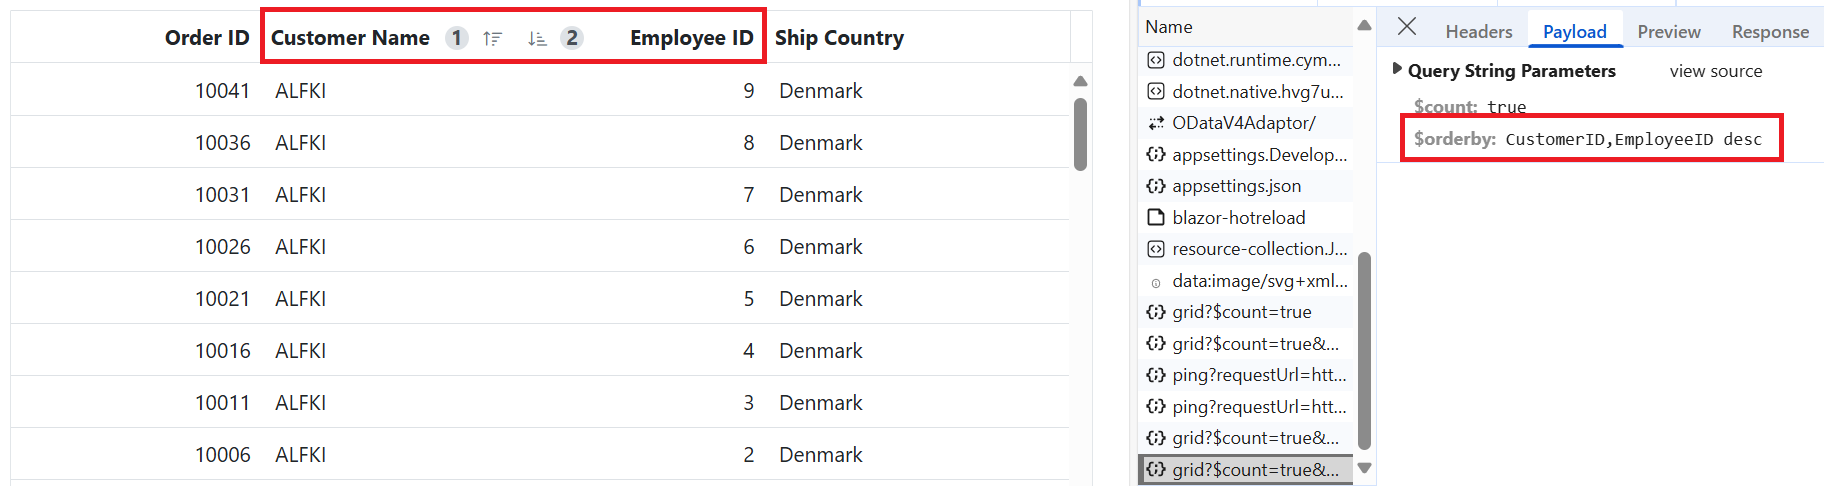 Order ID Customer Name 1 2 Employee ID Ship Country
10041 ALFKI 9 Denmark
10036 ALFKI 8 Denmark
10031 ALFKI 7 Denmark
10026 ALFKI 6 Denmark
10021 ALFKI 5 Denmark
10016 ALFKI 4 Denmark
10011 ALFKI 3 Denmark
10006 ALFKI 2 Denmark
Name
dotnet.runtime.cym...
dotnet.native.hvg7u...
ODataV4Adaptor/
appsettings.Develop...
appsettings.json
blazor-hotreload
resource-collection.J...
data:image/svg+xml...
grid?$count=true
grid?$count=true&...
ping?requestUrl=htt...
ping?requestUrl=htt...
grid?$count=true&...
grid?$count=true&...
Headers Payload Preview Response
Query String Parameters view source
$count: true
$orderby: CustomerID,EmployeeID desc